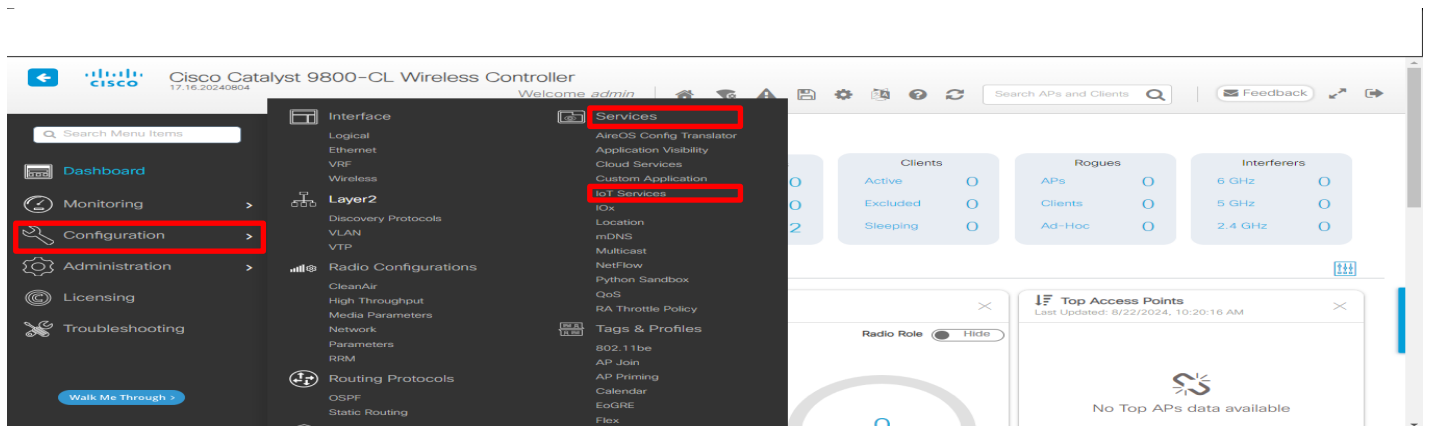 CISCO
Cisco Catalyst 9800-CL Wireless Controller
17.16.20240804
Welcome admin
Search APs and Clients
Feedback
Search Menu Items
Dashboard
Monitoring
Configuration
Administration
Licensing
Troubleshooting
Walk Me Through >
Interface
Logical
Ethernet
VRF
Wireless
Layer2
Discovery Protocols
VLAN
VTP
Radio Configurations
CleanAir
High Throughput
Media Parameters
Network
Parameters
RRM
Routing Protocols
OSPF
Static Routing
Services
AireOS Config Translator
Application Visibility
Cloud Services
Custom Application
IoT Services
IOx
Location
mDNS
Multicast
NetFlow
Python Sandbox
QoS
RA Throttle Policy
Tags & Profiles
802.11be
AP Join
AP Priming
Calendar
EoGRE
Flex
0
0
2
Clients
Active 0
Excluded 0
Sleeping 0
Rogues
APs 0
Clients 0
Ad-Hoc 0
Interferers
6 GHz 0
5 GHz 0
2.4 GHz 0
Radio Role Hide
0
Top Access Points
Last Updated: 8/22/2024, 10:20:16 AM
No Top APs data available